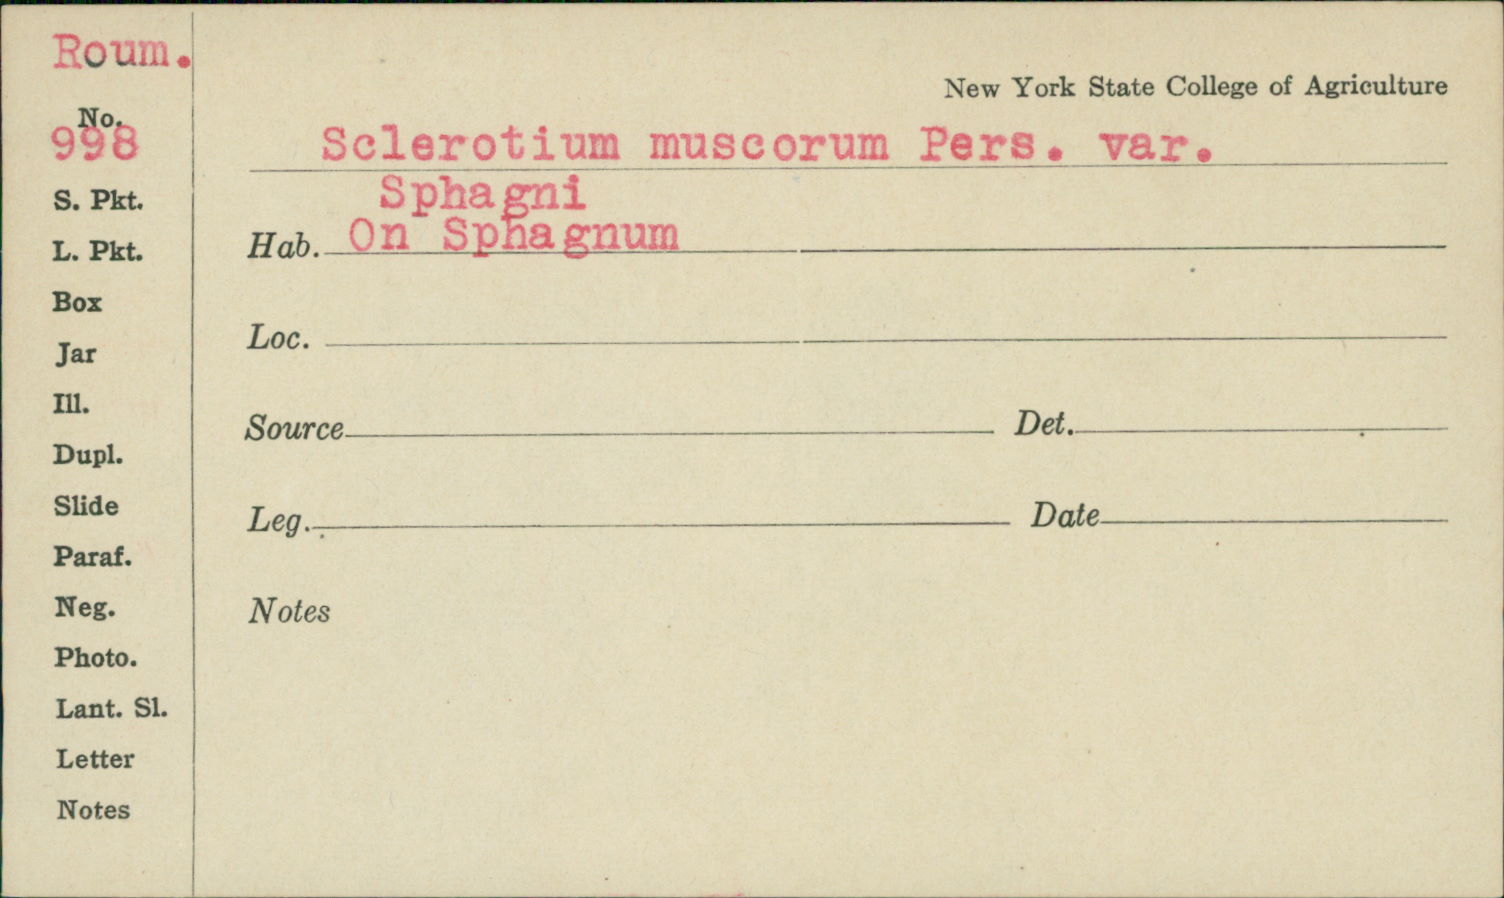 Roum.
New York State College of Agriculture
No.
998
Sclerotium muscorum Pers. var.
Sphagni
S. Pkt.
Hab. On Sphagnum
L. Pkt.
Box
Loc.
Jar
Ill.
Source Det.
Dupl.
Slide
Leg. Date
Paraf.
Neg.
Notes
Photo.
Lant. Sl.
Letter
Notes